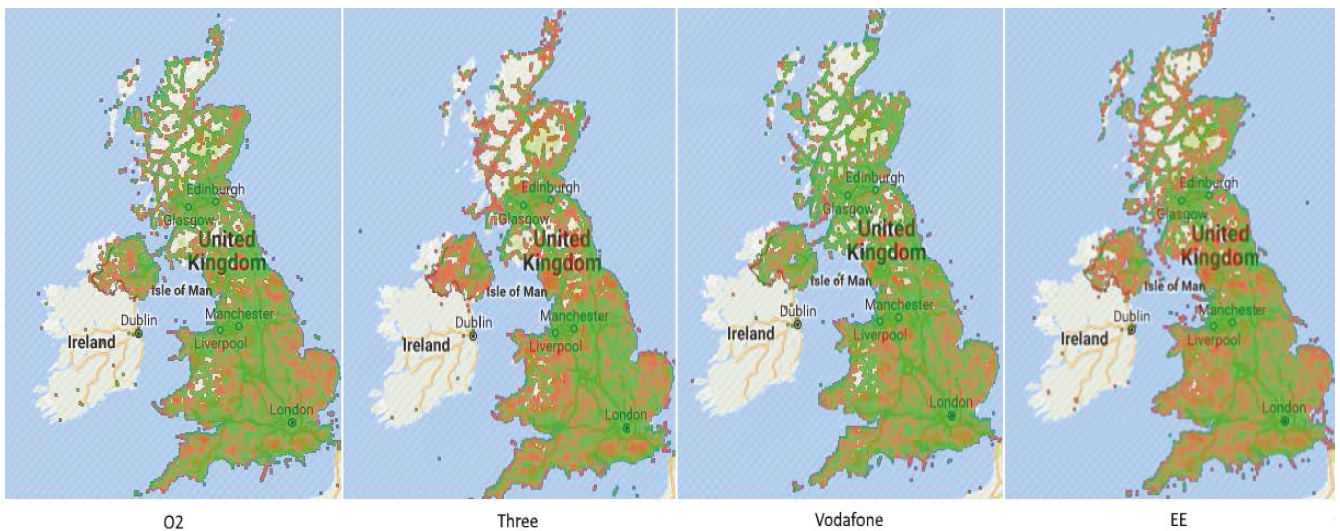 Edinburgh
Glasgow
United
Kingdom
Isle of Man
Dublin
Ireland
Manchester
Liverpool
London
Edinburgh
Glasgow
United
Kingdom
Isle of Man
Dublin
Ireland
Manchester
Liverpool
London
Edinburgh
Glasgow
United
Kingdom
Isle of Man
Dublin
Ireland
Manchester
Liverpool
London
Edinburgh
Glasgow
United
Kingdom
Isle of Man
Dublin
Ireland
Manchester
Liverpool
London
O2
Three
Vodafone
EE